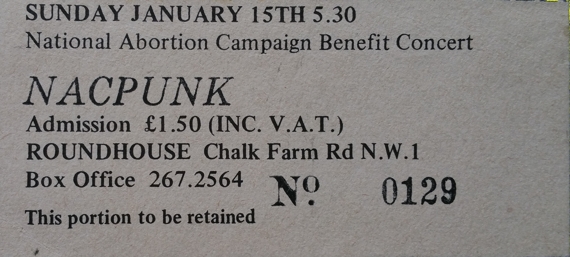 SUNDAY JANUARY 15TH 5.30
National Abortion Campaign Benefit Concert
NACPUNK
Admission £1.50 (INC. V.A.T.)
ROUNDHOUSE Chalk Farm Rd N.W.1
Box Office 267.2564
Nº 0129
This portion to be retained